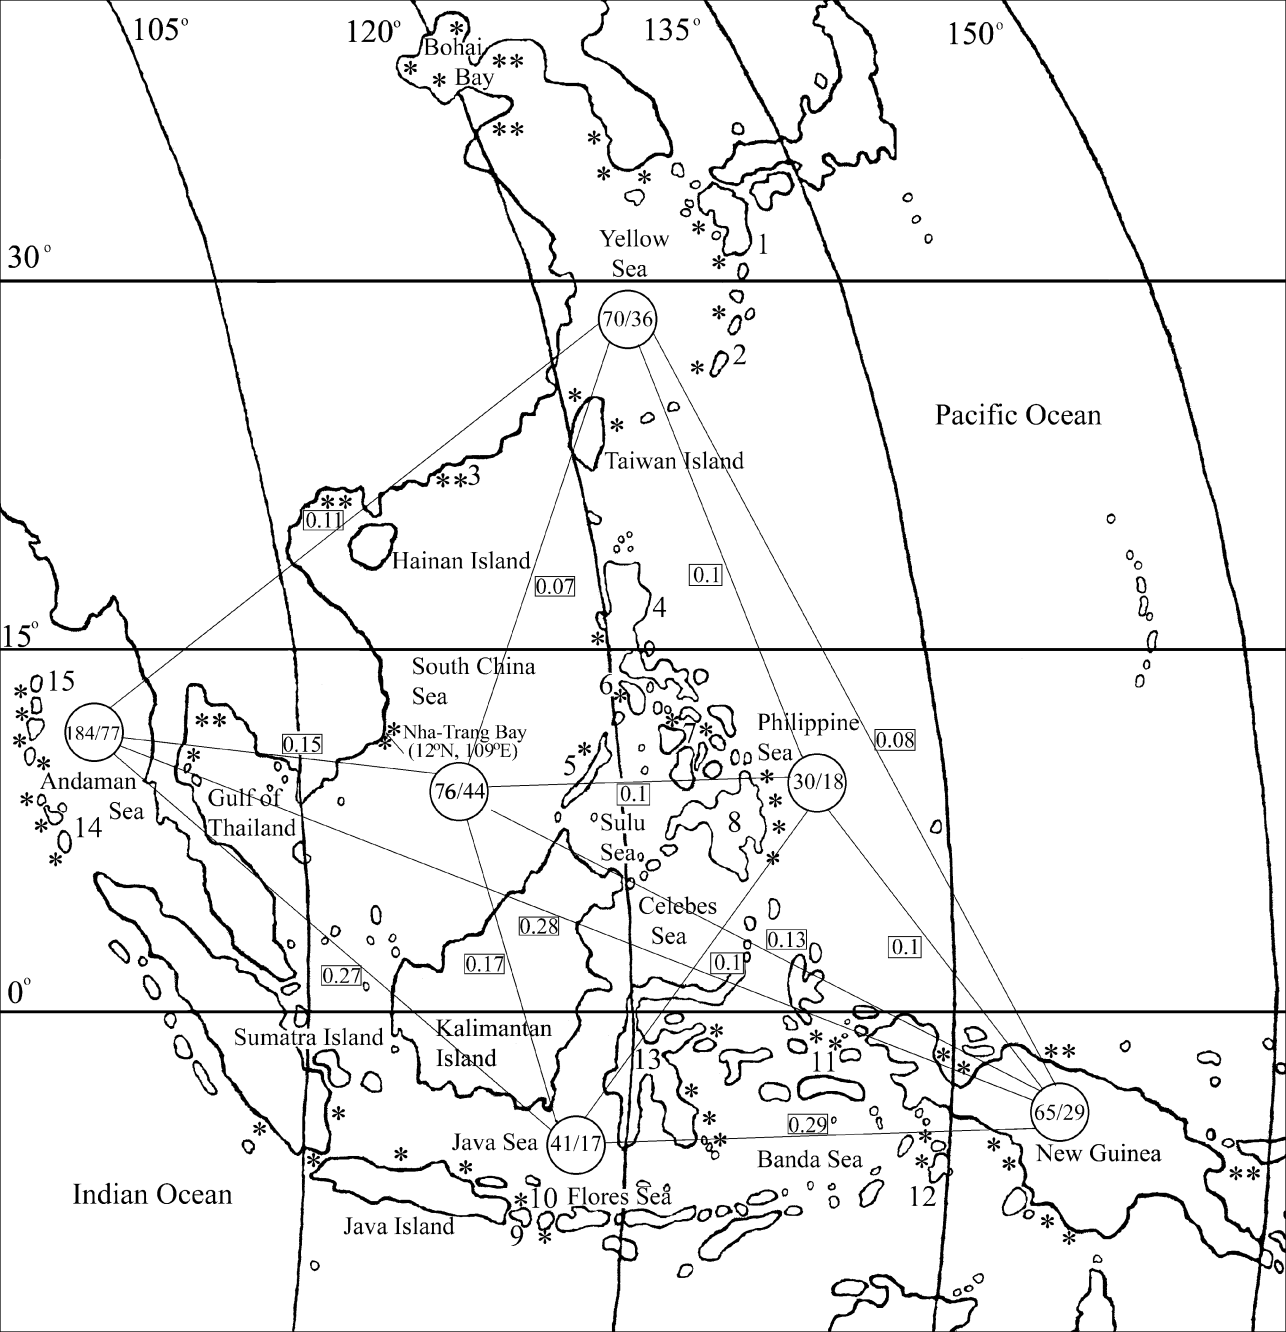 105°
120°
135°
150°
Bohai
Bay
1
Yellow
Sea
30°
70/36
2
Pacific Ocean
Taiwan Island
3
0.11
Hainan Island
0.07
0.1
4
15°
South China
Sea
15
6
184/77
Nha-Trang Bay
(12°N, 109°E)
7
Philippine
Sea
0.08
0.15
5
Andaman
Sea
76/44
30/18
0.1
Gulf of
Thailand
14
Sulu
Sea
8
Celebes
Sea
0.28
0.13
0.1
0.1
0.17
0.27
0°
Sumatra Island
Kalimantan
Island
13
11
65/29
0.29
Java Sea
41/17
Banda Sea
New Guinea
12
Indian Ocean
10
Flores Sea
Java Island
9